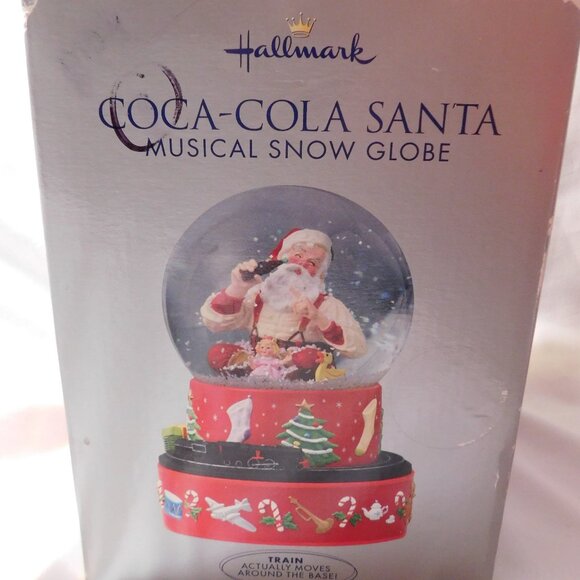 Hallmark
COCA-COLA SANTA
MUSICAL SNOW GLOBE
TRAIN
ACTUALLY MOVES
AROUND THE BASE!